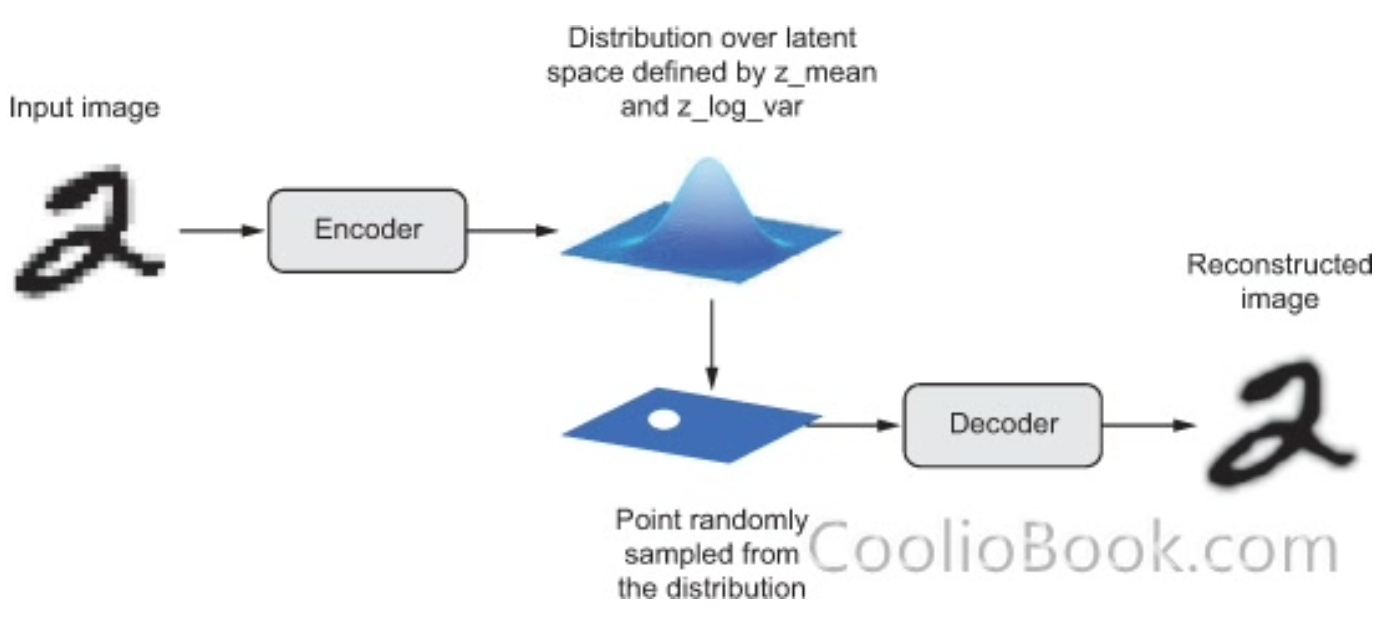 Input image
Encoder
Distribution over latent
space defined by z_mean
and z_log_var
Point randomly
sampled from
the distribution
Decoder
Reconstructed
image
CoolioBook.com